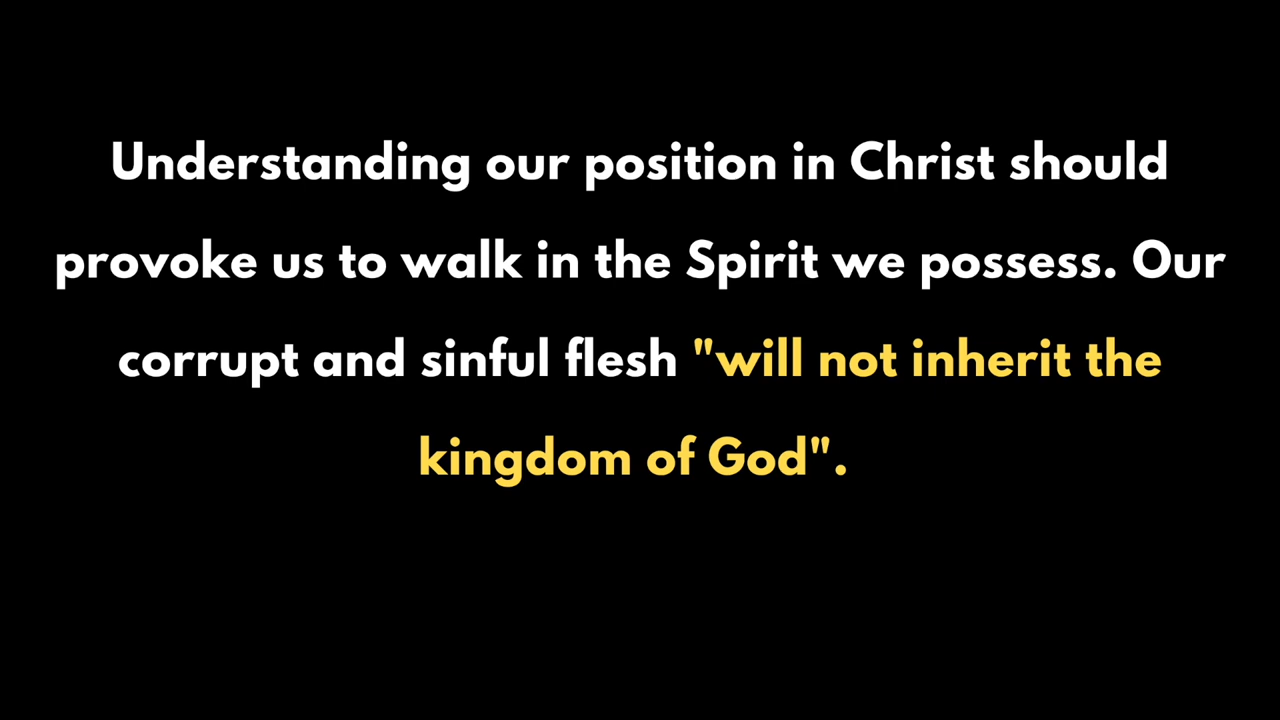 Understanding our position in Christ should
provoke us to walk in the Spirit we possess. Our
corrupt and sinful flesh "will not inherit the
kingdom of God".